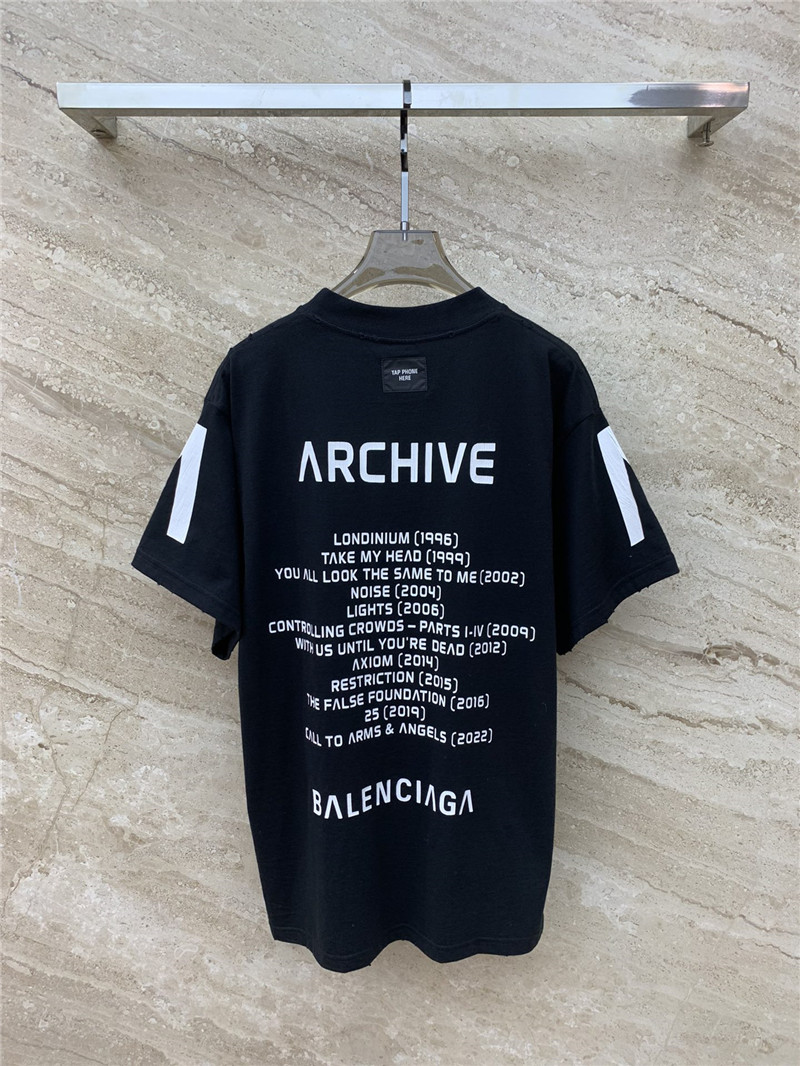 TAP PHONE
HERE
ARCHIVE
LONDINIUM (1996)
TAKE MY HEAD (1999)
YOU ALL LOOK THE SAME TO ME (2002)
NOISE (2004)
LIGHTS (2006)
CONTROLLING CROWDS – PARTS I-IV (2009)
WITH US UNTIL YOU'RE DEAD (2012)
AXIOM (2014)
RESTRICTION (2015)
THE FALSE FOUNDATION (2016)
25 (2019)
CALL TO ARMS & ANGELS (2022)
BALENCIAGA